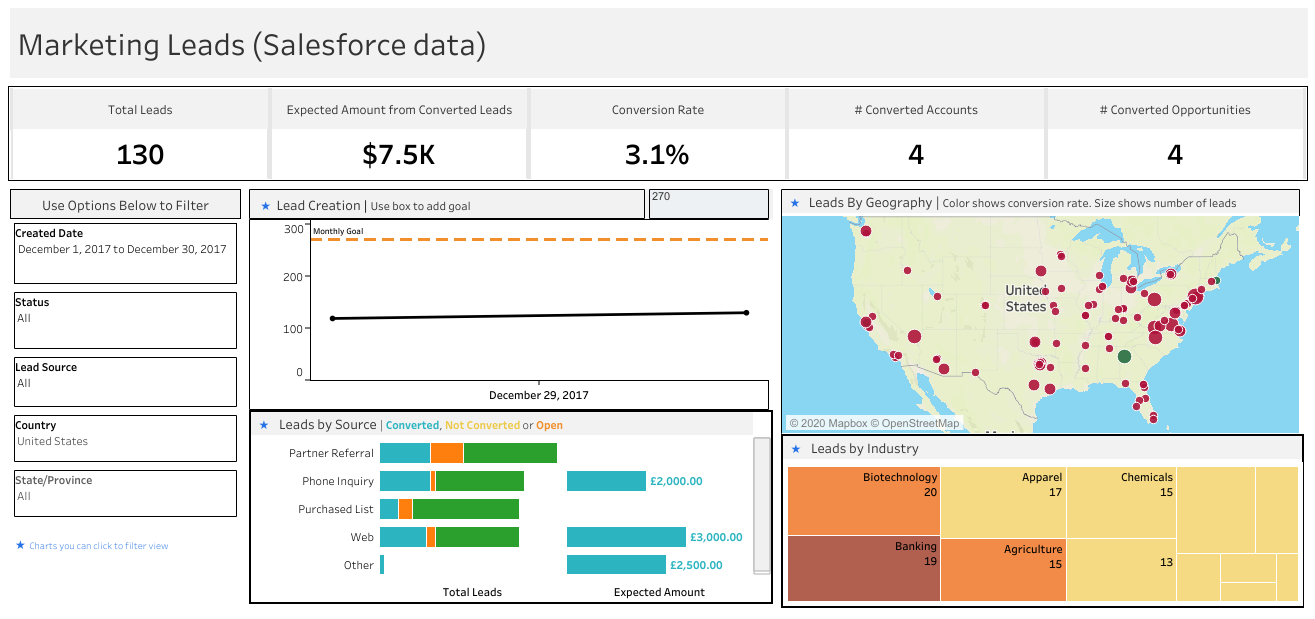 Marketing Leads (Salesforce data)
Total Leads
130
Expected Amount from Converted Leads
$7.5K
Conversion Rate
3.1%
# Converted Accounts
4
# Converted Opportunities
4
Use Options Below to Filter
Created Date
December 1, 2017 to December 30, 2017
Status
All
Lead Source
All
Country
United States
State/Province
All
★ Charts you can click to filter view
★ Lead Creation | Use box to add goal
270
300
Monthly Goal
200
100
0
December 29, 2017
★ Leads by Source | Converted, Not Converted or Open
Partner Referral
Phone Inquiry £2,000.00
Purchased List
Web £3,000.00
Other £2,500.00
Total Leads Expected Amount
★ Leads By Geography | Color shows conversion rate. Size shows number of leads
United
States
© 2020 Mapbox © OpenStreetMap
★ Leads by Industry
Biotechnology
20
Apparel
17
Chemicals
15
Banking
19
Agriculture
15
13